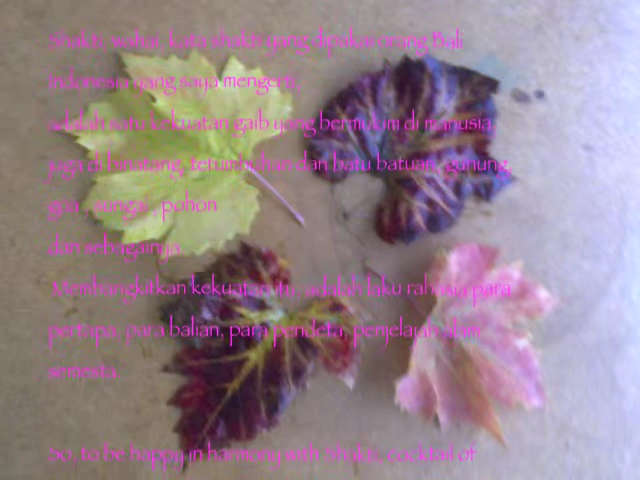 Shakti, wahai, kata shakti yang dipakai orang Bali
Indonesia yang saya mengerti,
adalah satu kekuatan gaib yang bermukim di manusia,
juga di binatang, tetumbuhan dan batu batuan, gunung,
goa, sungai, pohon
dan sebagainya.
Membangkitkan kekuatan itu, adalah laku rahasia para
pertapa, para balian, para pendeta, penjelajah alam
semesta.
So, to be happy in harmony with Shakti, cocktail of